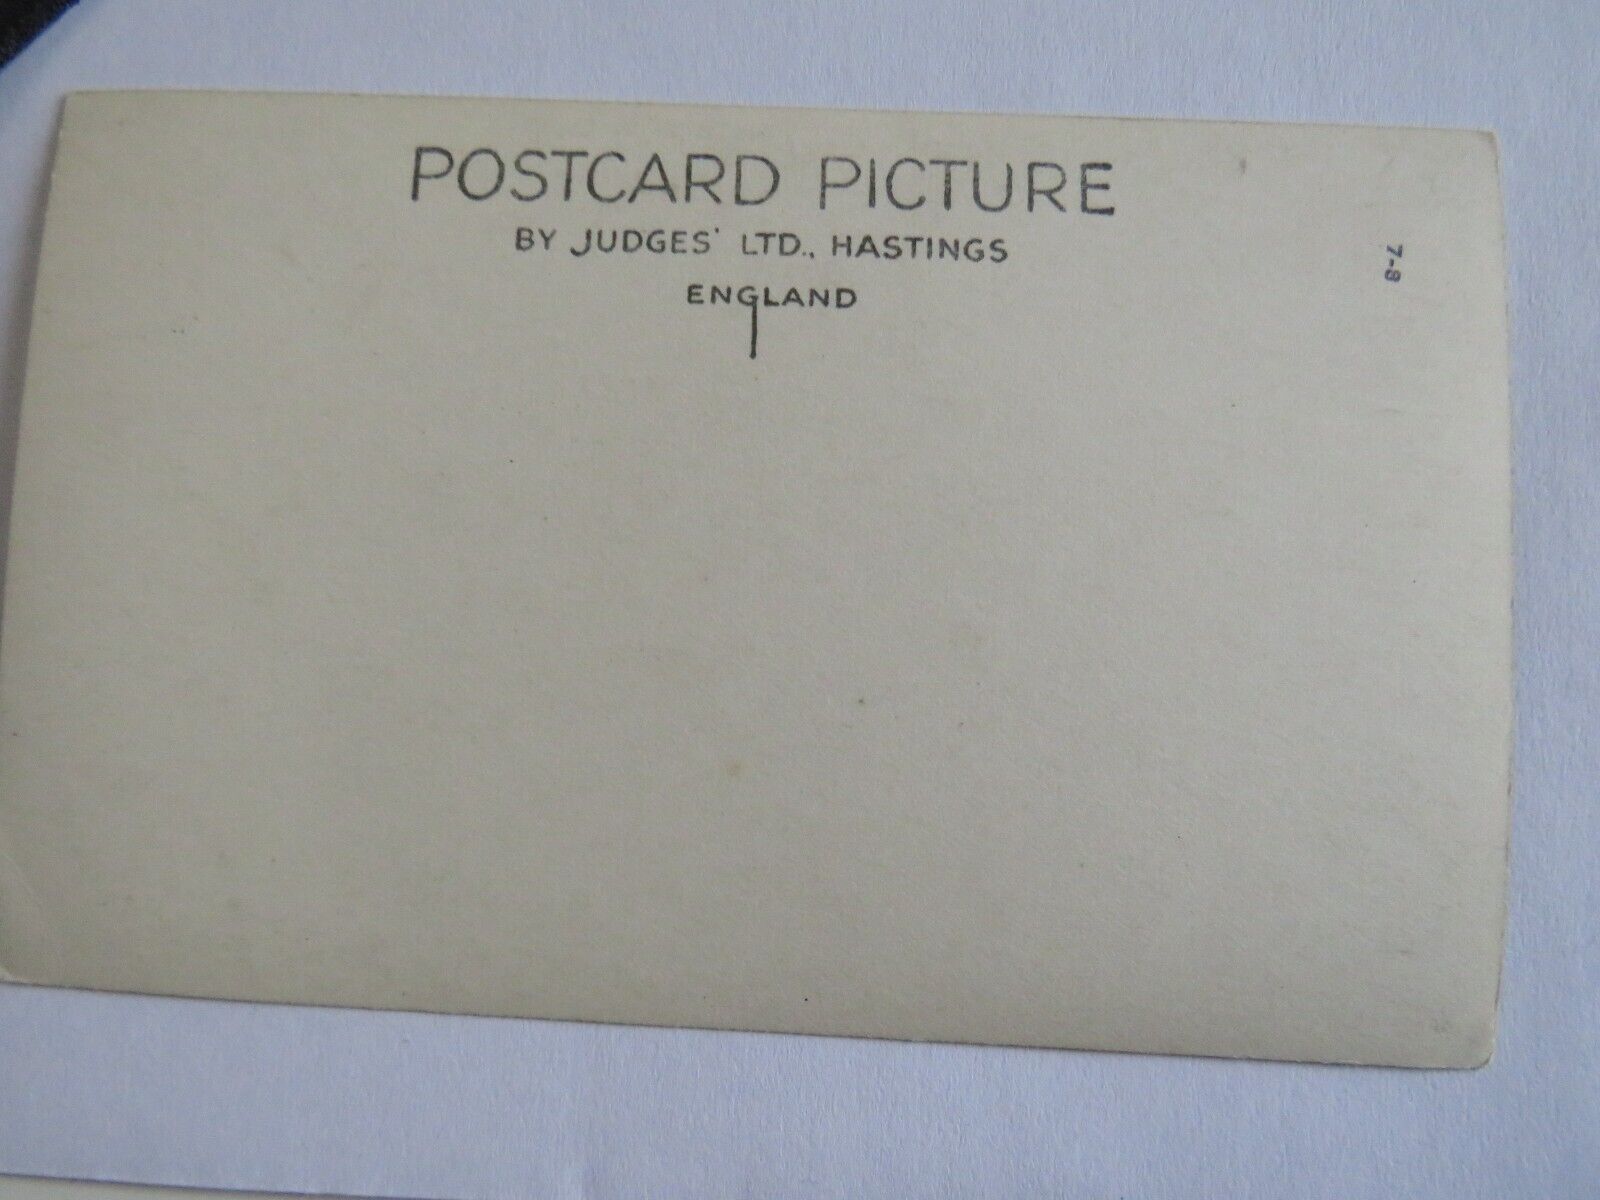 POSTCARD PICTURE
BY JUDGES' LTD., HASTINGS
ENGLAND
7-8